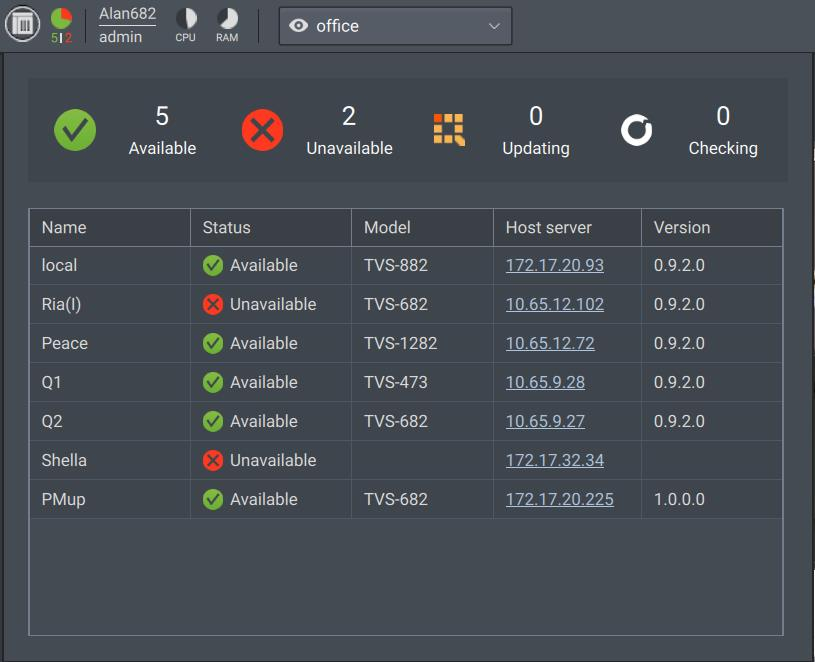 Alan682
admin
5|2
CPU
RAM
office
5
Available
2
Unavailable
0
Updating
0
Checking
Name Status Model Host server Version
local Available TVS-882 172.17.20.93 0.9.2.0
Ria(I) Unavailable TVS-682 10.65.12.102 0.9.2.0
Peace Available TVS-1282 10.65.12.72 0.9.2.0
Q1 Available TVS-473 10.65.9.28 0.9.2.0
Q2 Available TVS-682 10.65.9.27 0.9.2.0
Shella Unavailable 172.17.32.34
PMup Available TVS-682 172.17.20.225 1.0.0.0